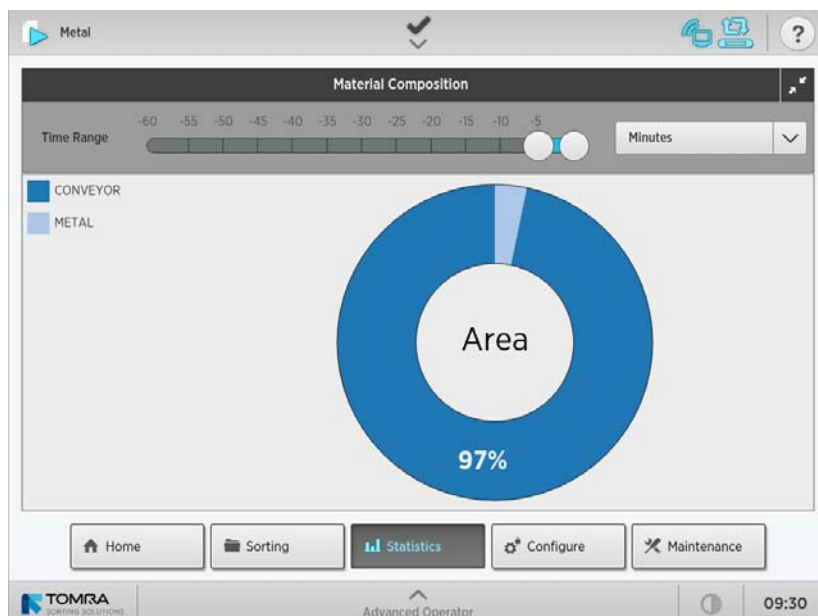 Metal
?
Material Composition
Time Range
-60 -55 -50 -45 -40 -35 -30 -25 -20 -15 -10 -5
Minutes
CONVEYOR
METAL
Area
97%
Home
Sorting
Statistics
Configure
Maintenance
TOMRA
SORTING SOLUTIONS
Advanced Operator
09:30